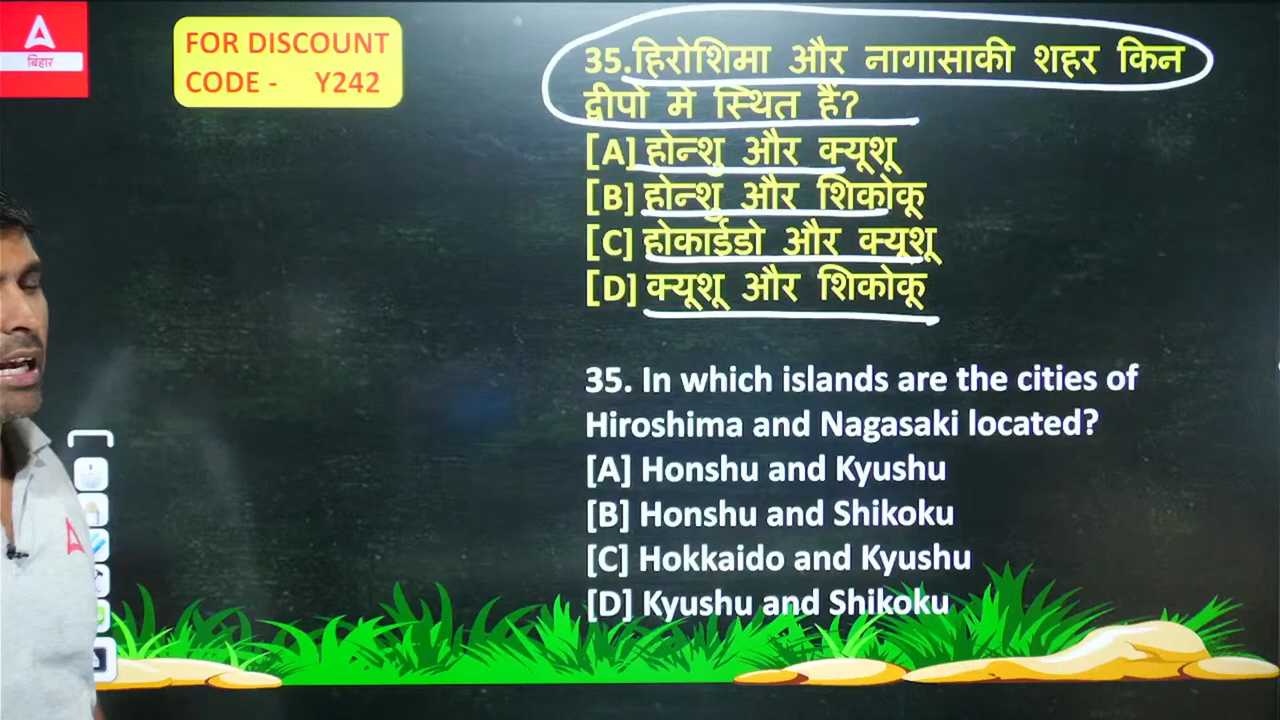 बिहार
FOR DISCOUNT
CODE - Y242
35.हिरोशिमा और नागासाकी शहर किन
द्वीपों में स्थित हैं?
[A] होन्शु और क्यूशू
[B] होन्शु और शिकोकू
[C] होकाईडो और क्यूशू
[D] क्यूशू और शिकोकू
35. In which islands are the cities of
Hiroshima and Nagasaki located?
[A] Honshu and Kyushu
[B] Honshu and Shikoku
[C] Hokkaido and Kyushu
[D] Kyushu and Shikoku